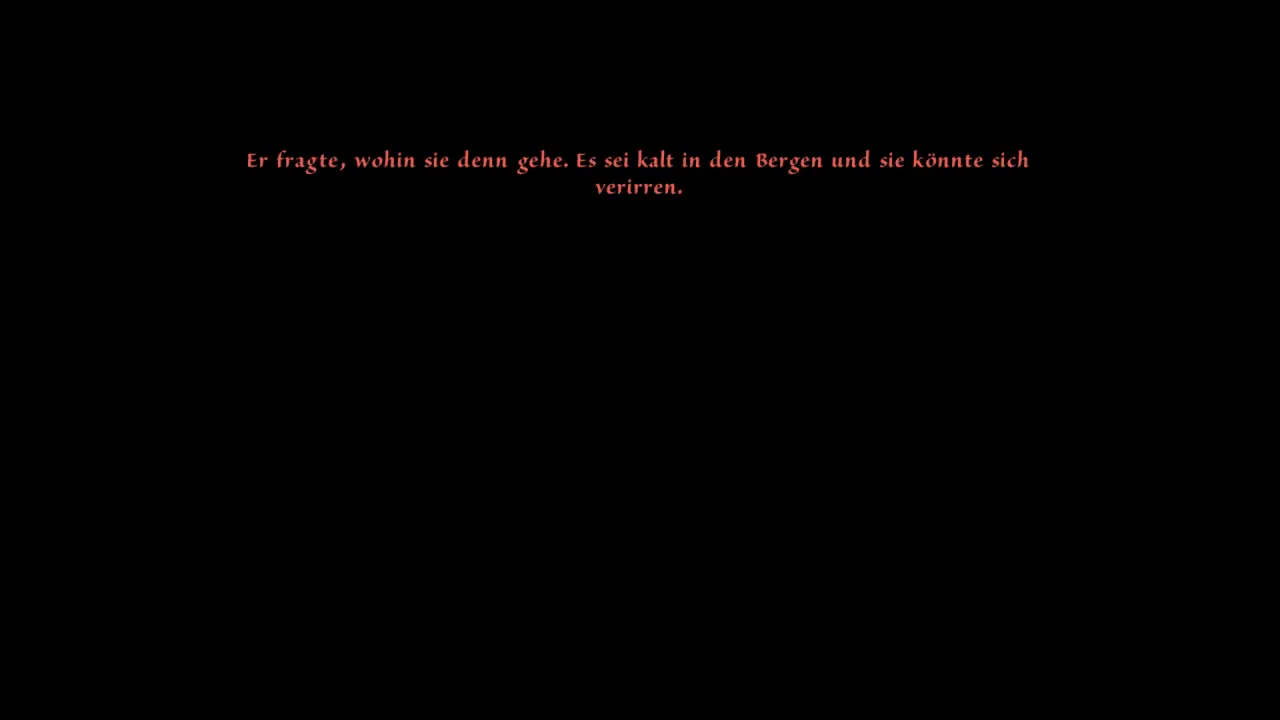 Er fragte, wohin sie denn gehe. Es sei kalt in den Bergen und sie könnte sich
verirren.